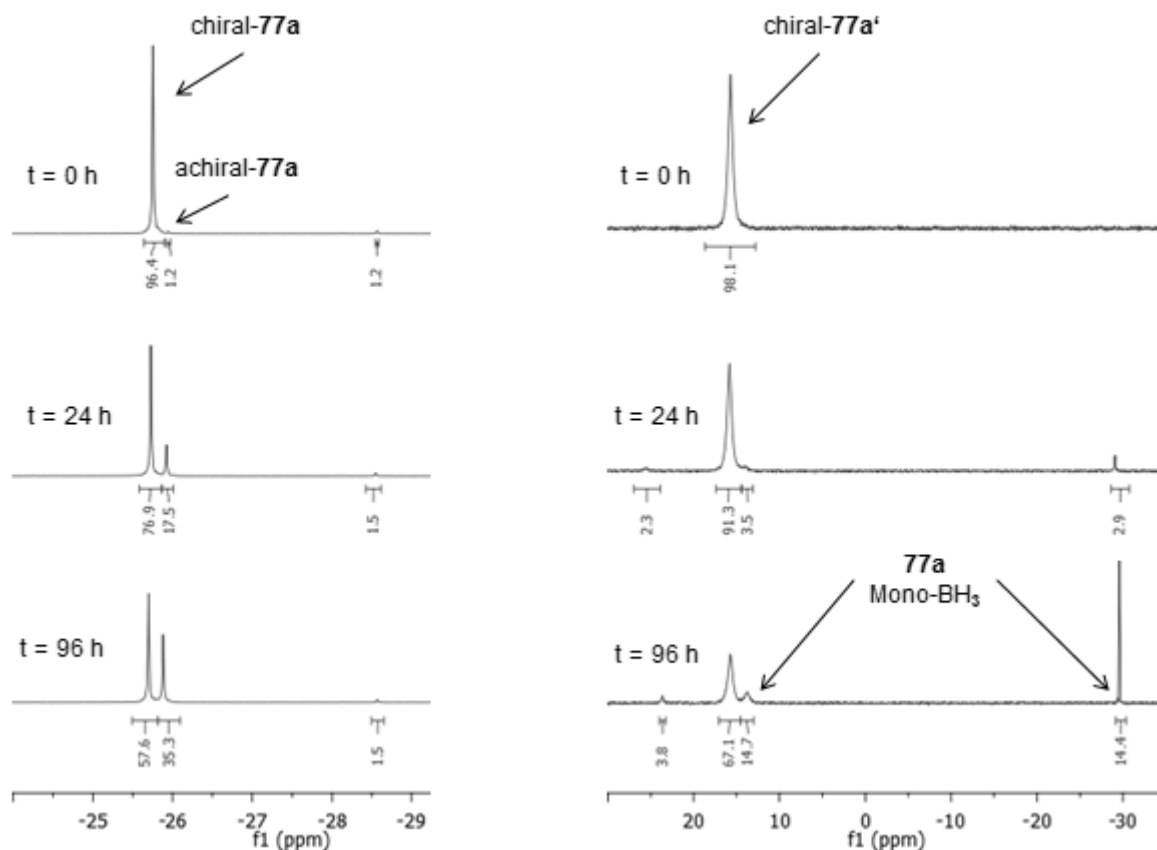 chiral-77a
achiral-77a
t = 0 h
96.4
1.2
1.2
t = 24 h
76.9
17.5
1.5
t = 96 h
57.6
35.3
1.5
-25 -26 -27 -28 -29
f1 (ppm)
chiral-77a‘
t = 0 h
98.1
t = 24 h
2.3
91.3
3.5
2.9
77a
Mono-BH₃
t = 96 h
3.8
67.1
14.7
14.4
20 10 0 -10 -20 -30
f1 (ppm)